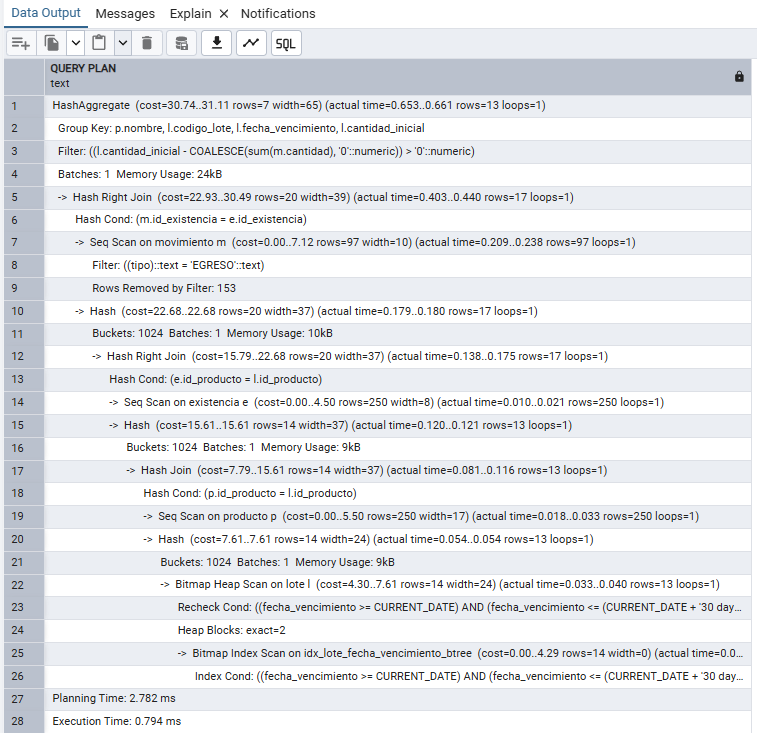 Data Output Messages Explain × Notifications
SQL
QUERY PLAN
text
1 HashAggregate (cost=30.74..31.11 rows=7 width=65) (actual time=0.653..0.661 rows=13 loops=1)
2 Group Key: p.nombre, l.codigo_lote, l.fecha_vencimiento, l.cantidad_inicial
3 Filter: ((l.cantidad_inicial - COALESCE(sum(m.cantidad), '0'::numeric)) > '0'::numeric)
4 Batches: 1 Memory Usage: 24kB
5 -> Hash Right Join (cost=22.93..30.49 rows=20 width=39) (actual time=0.403..0.440 rows=17 loops=1)
6 Hash Cond: (m.id_existencia = e.id_existencia)
7 -> Seq Scan on movimiento m (cost=0.00..7.12 rows=97 width=10) (actual time=0.209..0.238 rows=97 loops=1)
8 Filter: ((tipo)::text = 'EGRESO'::text)
9 Rows Removed by Filter: 153
10 -> Hash (cost=22.68..22.68 rows=20 width=37) (actual time=0.179..0.180 rows=17 loops=1)
11 Buckets: 1024 Batches: 1 Memory Usage: 10kB
12 -> Hash Right Join (cost=15.79..22.68 rows=20 width=37) (actual time=0.138..0.175 rows=17 loops=1)
13 Hash Cond: (e.id_producto = l.id_producto)
14 -> Seq Scan on existencia e (cost=0.00..4.50 rows=250 width=8) (actual time=0.010..0.021 rows=250 loops=1)
15 -> Hash (cost=15.61..15.61 rows=14 width=37) (actual time=0.120..0.121 rows=13 loops=1)
16 Buckets: 1024 Batches: 1 Memory Usage: 9kB
17 -> Hash Join (cost=7.79..15.61 rows=14 width=37) (actual time=0.081..0.116 rows=13 loops=1)
18 Hash Cond: (p.id_producto = l.id_producto)
19 -> Seq Scan on producto p (cost=0.00..5.50 rows=250 width=17) (actual time=0.018..0.033 rows=250 loops=1)
20 -> Hash (cost=7.61..7.61 rows=14 width=24) (actual time=0.054..0.054 rows=13 loops=1)
21 Buckets: 1024 Batches: 1 Memory Usage: 9kB
22 -> Bitmap Heap Scan on lote l (cost=4.30..7.61 rows=14 width=24) (actual time=0.033..0.040 rows=13 loops=1)
23 Recheck Cond: ((fecha_vencimiento >= CURRENT_DATE) AND (fecha_vencimiento <= (CURRENT_DATE + '30 day...
24 Heap Blocks: exact=2
25 -> Bitmap Index Scan on idx_lote_fecha_vencimiento_btree (cost=0.00..4.29 rows=14 width=0) (actual time=0.0...
26 Index Cond: ((fecha_vencimiento >= CURRENT_DATE) AND (fecha_vencimiento <= (CURRENT_DATE + '30 day...
27 Planning Time: 2.782 ms
28 Execution Time: 0.794 ms